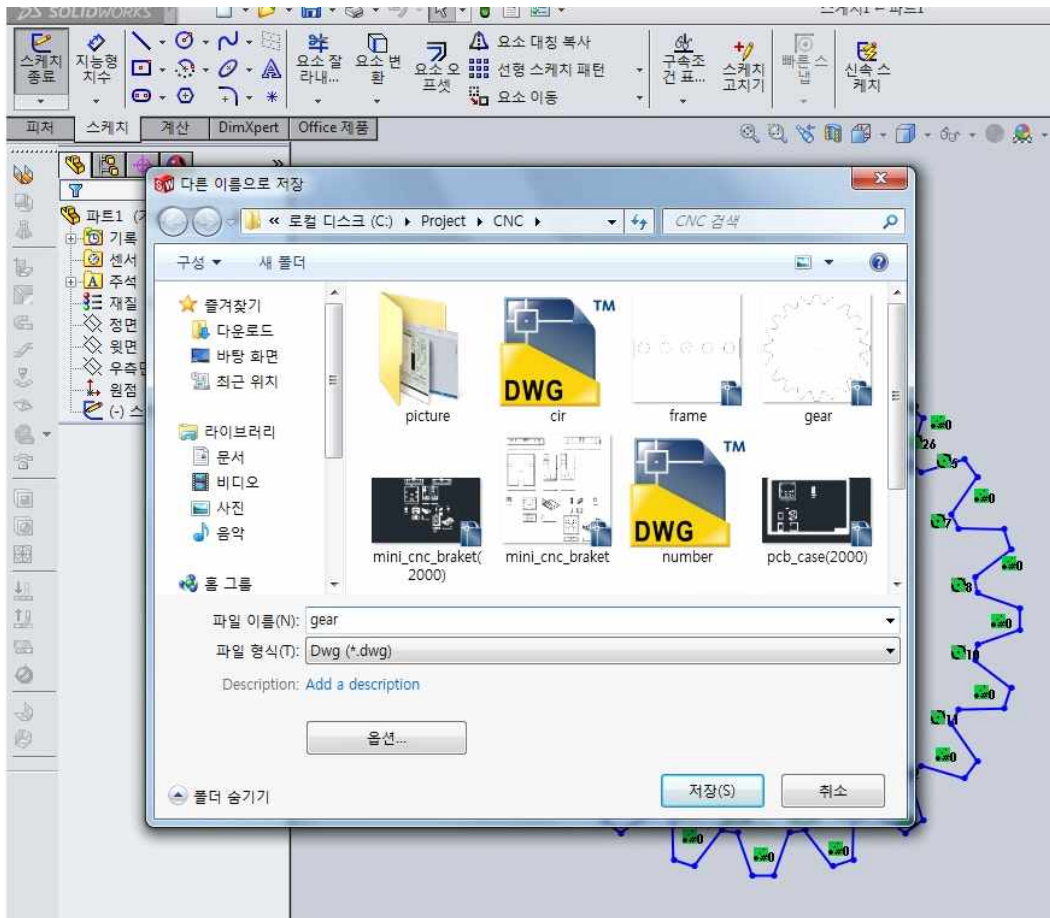 SOLIDWORKS
스케치1 - 파트1
스케치 종료
지능형 치수
요소 잘라내...
요소 변환
요소 오프셋
요소 대칭 복사
선형 스케치 패턴
요소 이동
구속조건 표...
스케치 고치기
빠른 스냅
신속 스케치
피처 스케치 계산 DimXpert Office 제품
파트1
기록
센서
주석
재질
정면
윗면
우측면
원점
(-) 스
다른 이름으로 저장
« 로컬 디스크 (C:) Project CNC
CNC 검색
구성 새 폴더
즐겨찾기
다운로드
바탕 화면
최근 위치
라이브러리
문서
비디오
사진
음악
홈 그룹
picture
DWG TM
cir
frame
gear
mini_cnc_braket(
2000)
mini_cnc_braket
DWG TM
number
pcb_case(2000)
파일 이름(N): gear
파일 형식(T): Dwg (*.dwg)
Description: Add a description
옵션...
폴더 숨기기
저장(S)
취소